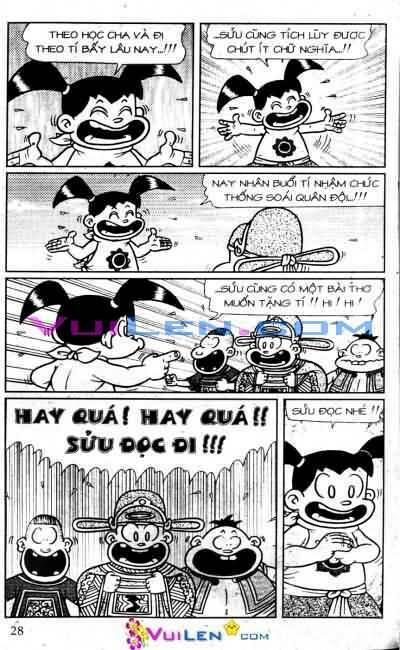 THEO HỌC CHA VÀ ĐI
THEO TÍ BẤY LÂU NAY...!!!
...SỬU CŨNG TÍCH LŨY ĐƯỢC
CHÚT ÍT CHỮ NGHĨA...!!
NAY NHÂN BUỔI TÍ NHẬM CHỨC
THỐNG SOÁI QUÂN ĐỘI...!!!
...SỬU CŨNG CÓ MỘT BÀI THƠ
MUỐN TẶNG TÍ !! HI ! HI !
VUILEN.COM
HAY QUÁ! HAY QUÁ!!
SỬU ĐỌC ĐI!!!
SỬU ĐỌC NHÉ !!
28
VUILEN.COM